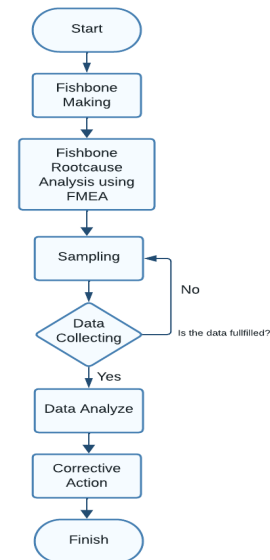 Start
Fishbone
Making
Fishbone
Rootcause
Analysis using
FMEA
Sampling
No
Data
Collecting
Is the data fullfilled?
Yes
Data Analyze
Corrective
Action
Finish